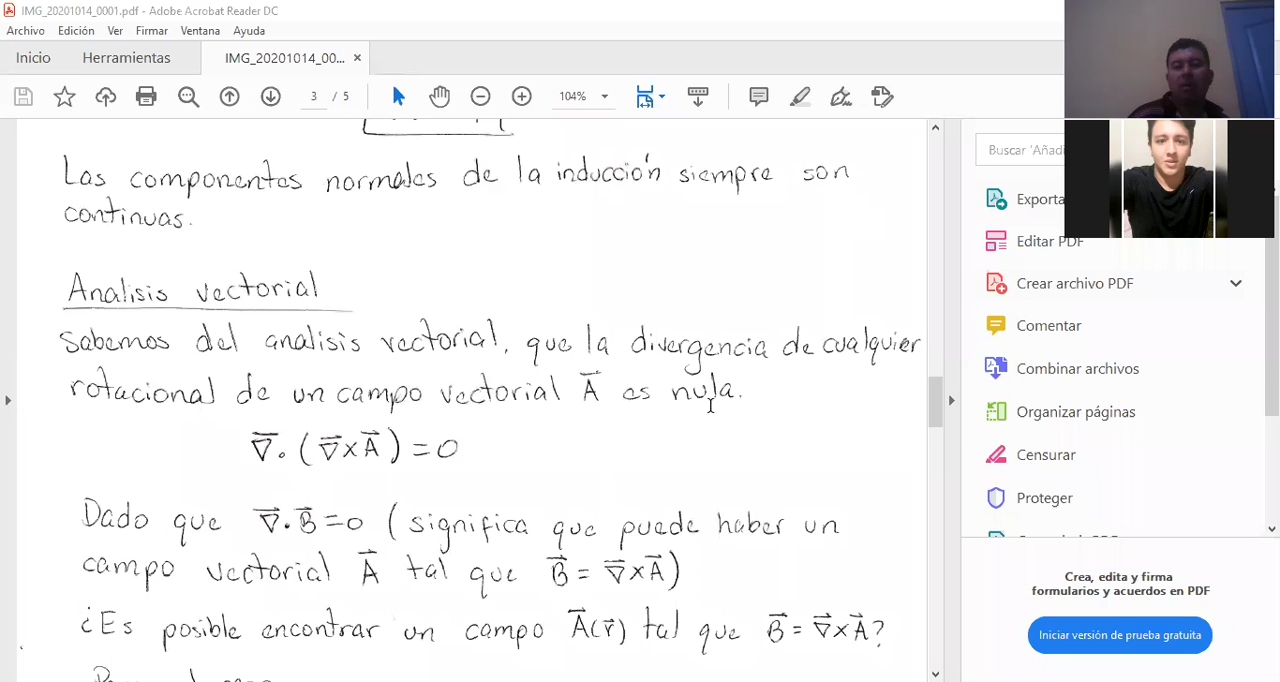 IMG_20201014_0001.pdf - Adobe Acrobat Reader DC
Archivo Edición Ver Firmar Ventana Ayuda
Inicio Herramientas IMG_20201014_00... ×
3 / 5 104%
Las componentes normales de la inducción siempre son
continuas.
Analisis vectorial
Sabemos del analisis vectorial, que la divergencia de cualquier
rotacional de un campo vectorial A⃗ es nula.
∇⃗·(∇⃗×A⃗)=0
Dado que ∇⃗·B⃗=0 (significa que puede haber un
campo vectorial A⃗ tal que B⃗=∇⃗×A⃗)
¿Es posible encontrar un campo A⃗(r⃗) tal que B⃗=∇⃗×A⃗?
Buscar 'Añadi
Exporta
Editar PDF
Crear archivo PDF
Comentar
Combinar archivos
Organizar páginas
Censurar
Proteger
Crea, edita y firma
formularios y acuerdos en PDF
Iniciar versión de prueba gratuita